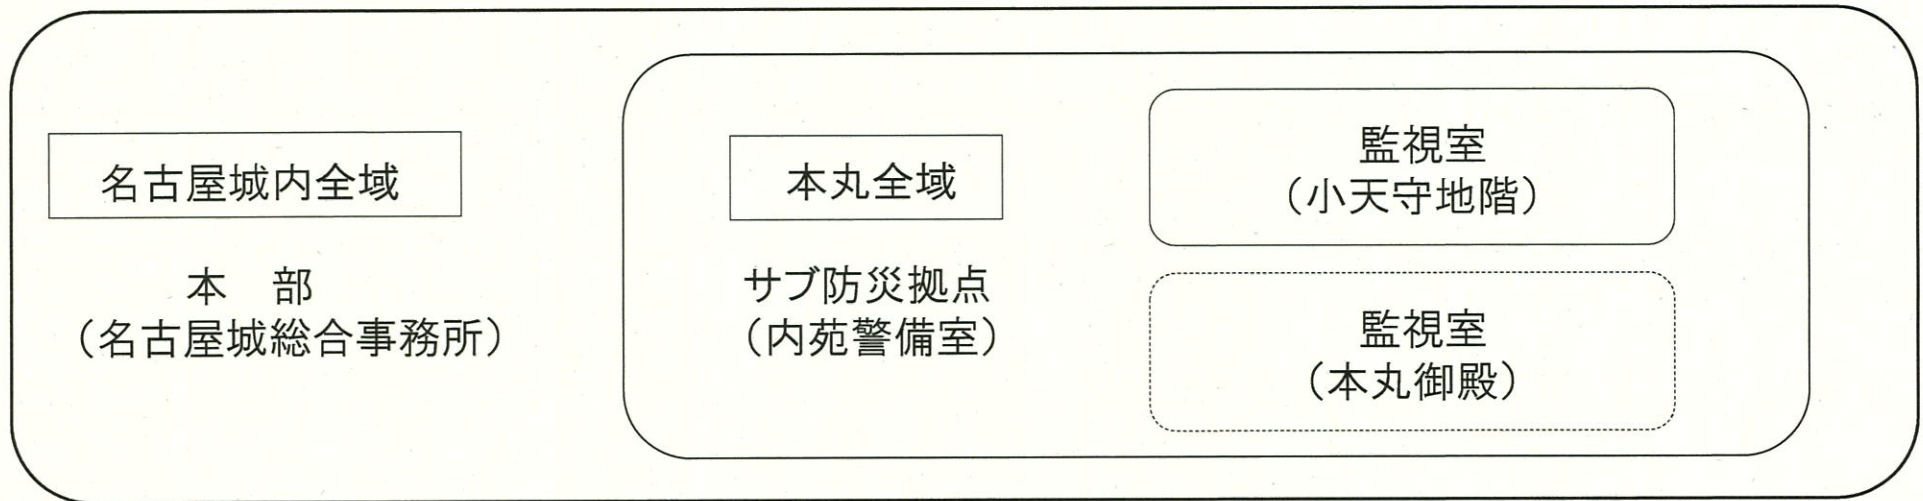 名古屋城内全域
本　部
（名古屋城総合事務所）
本丸全域
サブ防災拠点
（内苑警備室）
監視室
（小天守地階）
監視室
（本丸御殿）